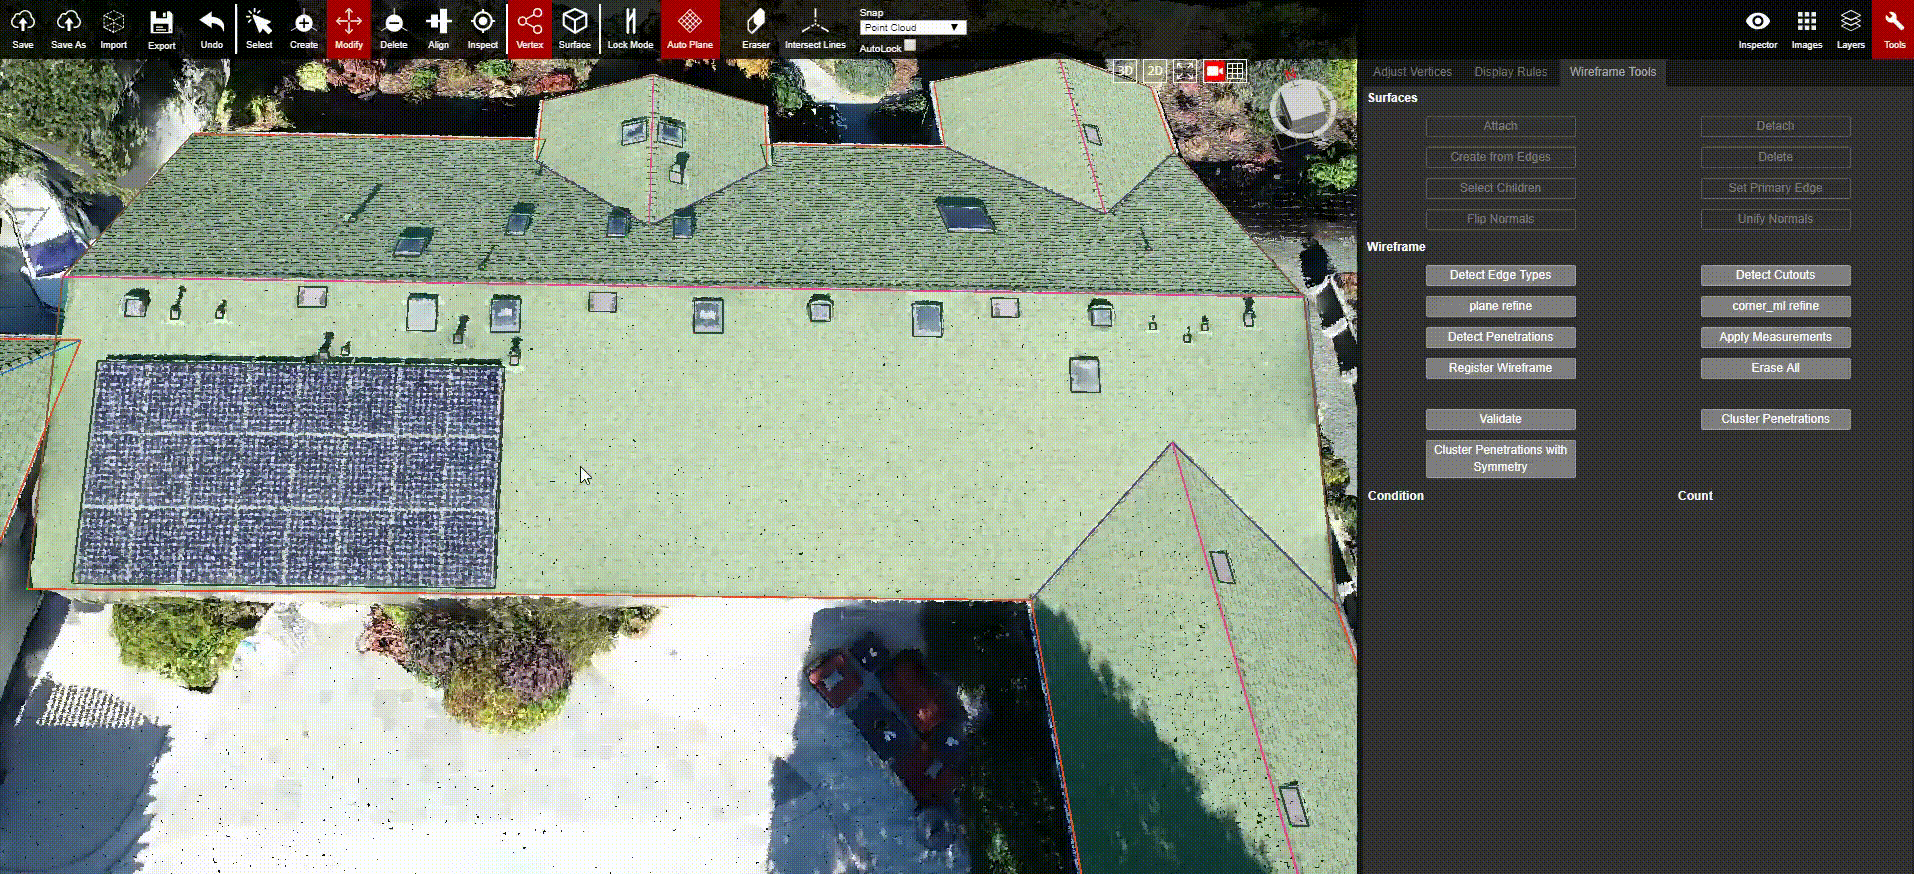 Save Save As Import Export Undo Select Create Modify Delete Align Inspect Vertex Surface Lock Mode Auto Plane Eraser Intersect Lines
Snap
Point Cloud ▼
AutoLock
Inspector Images Layers Tools
3D 2D
Adjust Vertices Display Rules Wireframe Tools
Surfaces
Attach Detach
Create from Edges Delete
Select Children Set Primary Edge
Flip Normals Unify Normals
Wireframe
Detect Edge Types Detect Cutouts
plane refine corner_ml refine
Detect Penetrations Apply Measurements
Register Wireframe Erase All
Validate Cluster Penetrations
Cluster Penetrations with
Symmetry
Condition Count